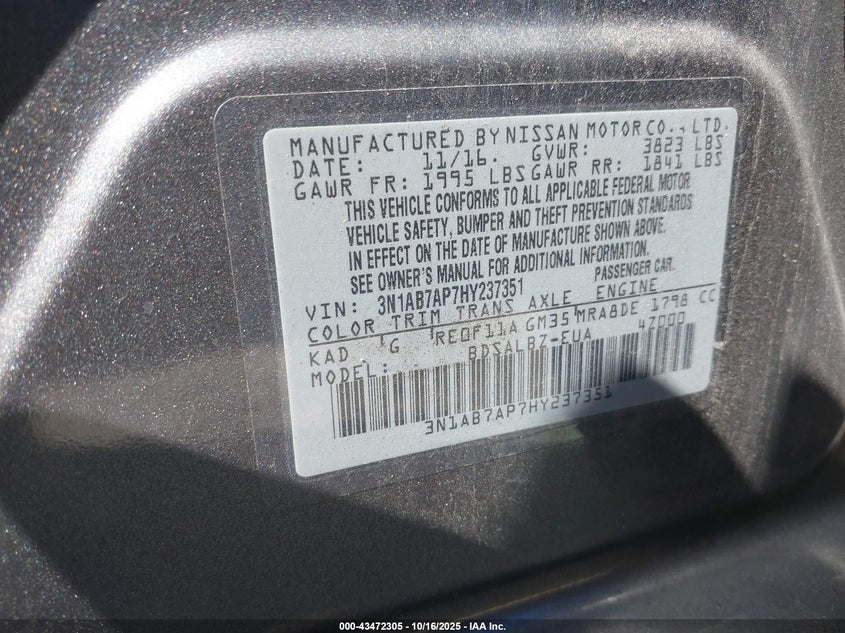 MANUFACTURED BY NISSAN MOTOR CO., LTD.
DATE: 11/16. GVWR: 3823 LBS
GAWR FR: 1995 LBS GAWR RR: 1841 LBS
THIS VEHICLE CONFORMS TO ALL APPLICABLE FEDERAL MOTOR
VEHICLE SAFETY, BUMPER AND THEFT PREVENTION STANDARDS
IN EFFECT ON THE DATE OF MANUFACTURE SHOWN ABOVE.
SEE OWNER'S MANUAL FOR ADDITIONAL INFORMATION.
VIN: 3N1AB7AP7HY237351 PASSENGER CAR.
COLOR TRIM TRANS AXLE ENGINE
KAD G RE0F11A GM35 MRA8DE 1798 CC
MODEL: BDSALBZ-EUA 4Z000
3N1AB7AP7HY237351
000-43472305 - 10/16/2025 - IAA Inc.